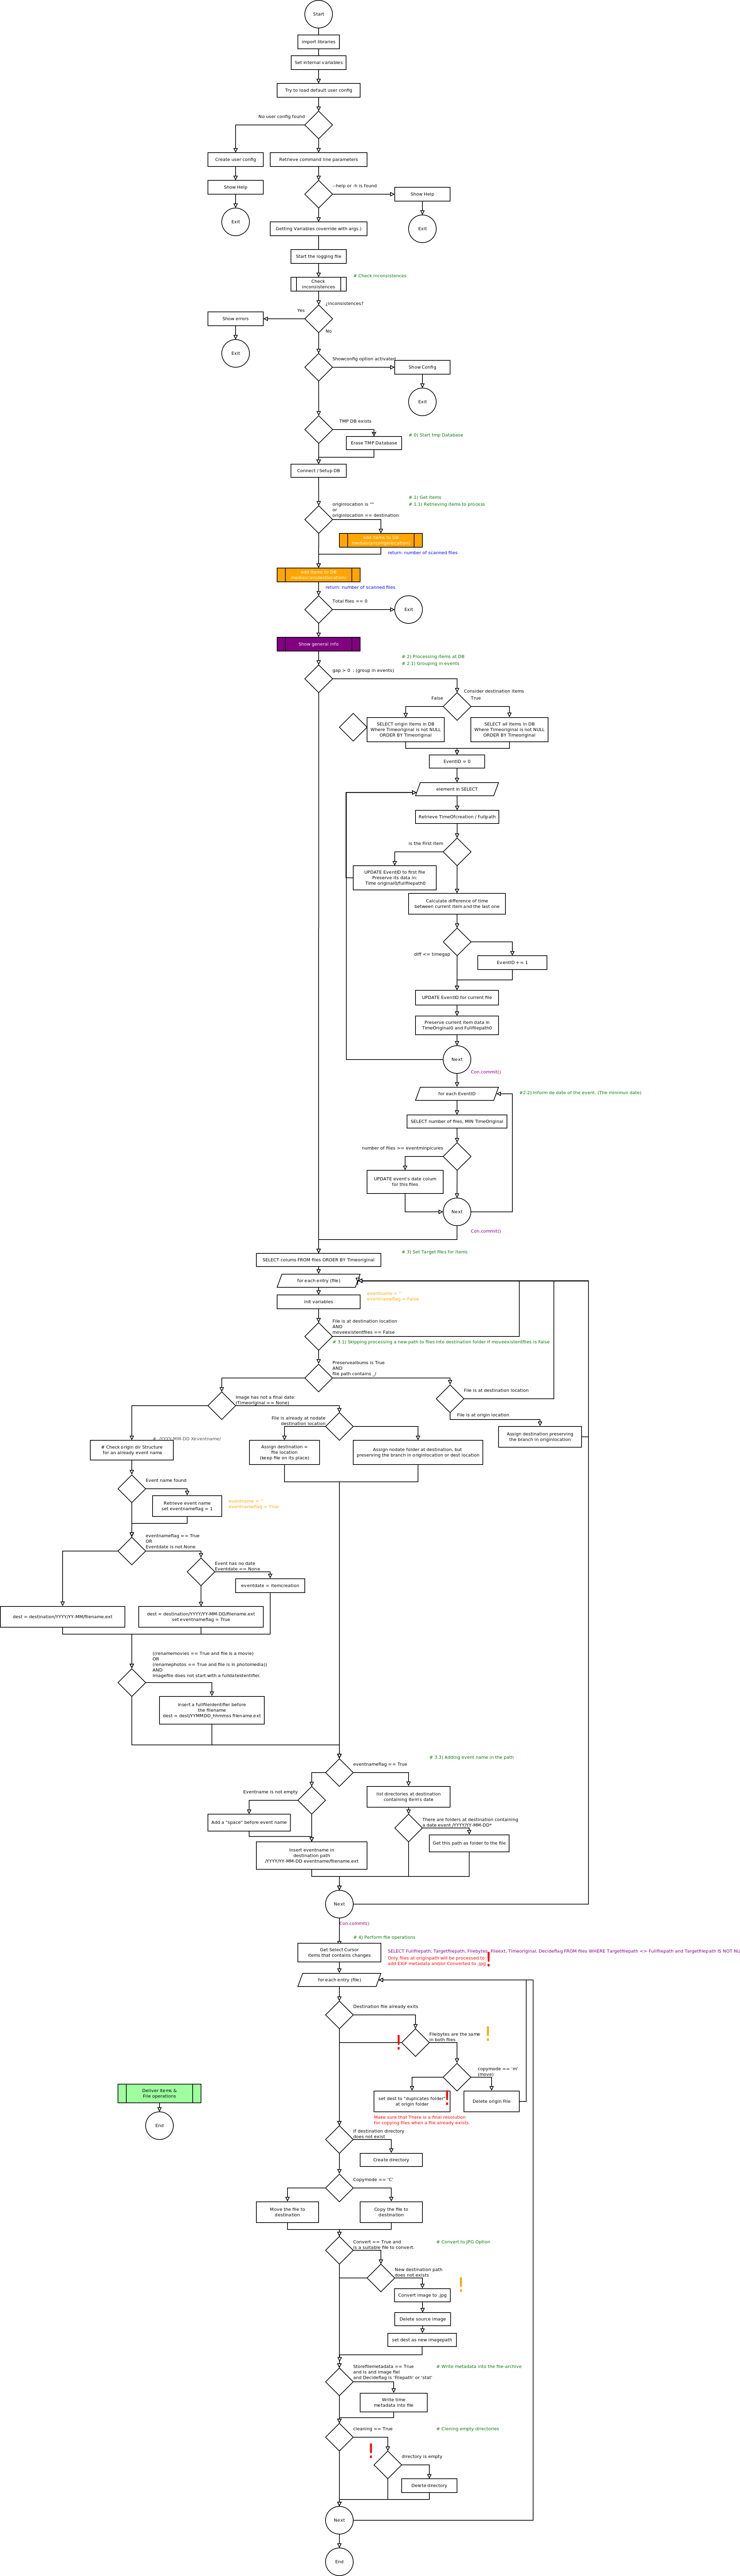 Start
import libraries
Set internal variables
Try to load default user config
No user config found
Create user config
Retrieve command line parameters
Show Help
--help or -h is found
Show Help
Exit
Getting Variables (override with args.)
Exit
Start the logging file
# Check inconsistences
Check
inconsistences
¿inconsistences?
Yes
Show errors
No
Exit
Showconfig option activated
Show Config
Exit
TMP DB exists
# 0) Start tmp Database
Erase TMP Database
Connect / Setup DB
# 1) Get items
# 1.1) Retrieving items to process
originlocation is ""
or
originlocation == destination
add items to DB
mediascan(originlocation)
return: number of scanned files
add items to DB
mediascan(destlocation)
return: number of scanned files
Total files == 0
Exit
Show general info
# 2) Processing items at DB
# 2.1) Grouping in events
gap > 0 ; (group in events)
Consider destination items
False
True
SELECT origin items in DB
Where Timeoriginal is not NULL
ORDER BY Timeoriginal
SELECT all items in DB
Where Timeoriginal is not NULL
ORDER BY Timeoriginal
EventID = 0
element in SELECT
Retrieve TimeOfcreation / Fullpath
is the First item
UPDATE EventID to first file
Preserve its data in:
Time original0/fullfilepath0
Calculate difference of time
between current item and the last one
diff <= timegap
EventID += 1
UPDATE EventID for current file
Preserve current item data in
TimeOriginal0 and Fullfilepath0
Next
Con.commit()
for each EventID
#2.2) Inform de date of the event. (The minimun date)
SELECT number of files, MIN TimeOriginal
number of files >= eventminpicures
UPDATE event's date colum
for this files
Next
Con.commit()
# 3) Set Target files for items
SELECT colums FROM files ORDER BY Timeoriginal
for each entry (file)
init variables
eventname = ''
eventnameflag = False
File is at destination location
AND
moveexistentfiles == False
# 3.1) Skipping processing a new path to files into destination folder if moveexistentfiles is False
Preservealbums is True
AND
file path contains _/
Image has not a final date:
(Timeoriginal == None)
File is at destination location
File is already at nodate
destination location
File is at origin location
Assign destination preserving
the branch in originlocation
# ·/YYYY-MM-DD Xeventname/
# Check origin dir Structure
for an already event name
Assign destination =
file location
(keep file on its place)
Assign nodate folder at destination, but
preserving the branch in originlocation or dest location
Event name found
Retrieve event name
set eventnameflag = 1
eventname = ''
eventnameflag = True
eventnameflag == True
OR
Eventdate is not None
Event has no date
Eventdate == None
eventdate = itemcreation
dest = destination/YYYY/YY-MM/filename.ext
dest = destination/YYYY/YY-MM-DD/filename.ext
set eventnameflag = True
((renamemovies == True and file is a movie)
OR
(renamephotos == True and file is in photomedia))
AND
imagefile does not start with a fulldateidentifier.
insert a fullfileidentifier before
the filename
dest = dest/YYMMDD_hhmmss filename.ext
# 3.3) Adding event name in the path
eventnameflag == True
Eventname is not empty
list directories at destination
containing item's date
Add a "space" before event name
There are folders at destination containing
a date event /YYYY/YY-MM-DD*
Get this path as folder to the file
insert eventname in
destination path
/YYYY/YY-MM-DD eventname/filename.ext
Next
Con.commit()
# 4) Perform file operations
Get Select Cursor
items that contains changes
SELECT Fullfilepath, Targetfilepath, Filebytes, Fileext, Timeoriginal, Decideflag FROM files WHERE Targetfilepath <> Fullfilepath and Targetfilepath IS NOT NU
Only files at originpath will be processed to
add EXIF metadata and/or Converted to .jpg
!
for each entry (file)
Destination file already exits
Filebytes are the same
in both files
!
!
copymode == 'm'
(move)
set dest to "duplicates folder"
at origin folder
!
Delete origin file
Make sure that There is a final resolution
for copying files when a file already exists.
Deliver items &
File operations
End
If destination directory
does not exist
Create directory
Copymode == 'C'
Move the file to
destination
Copy the file to
destination
Convert == True and
is a suitable file to convert.
# Convert to JPG Option
New destination path
does not exists
!
Convert image to .jpg
Delete source image
set dest as new imagepath
Storefilemetadata == True
and is and image fiel
and Decideflag is 'Filepath' or 'stat'
# Write metadata into the file-archive
Write time
metadata into file
cleaning == True
# Clening empty directories
!
directory is empty
Delete directory
Next
End